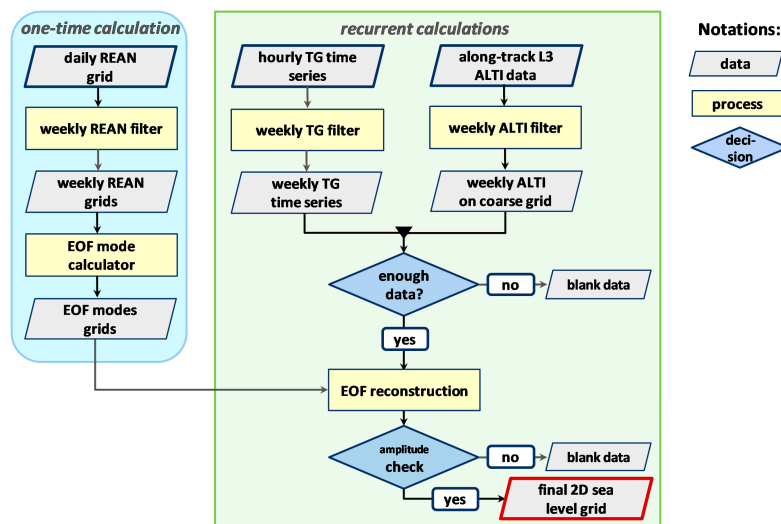 one-time calculation
daily REAN
grid
weekly REAN filter
weekly REAN
grids
EOF mode
calculator
EOF modes
grids
recurrent calculations
hourly TG time
series
along-track L3
ALTI data
weekly TG filter
weekly ALTI filter
weekly TG
time series
weekly ALTI
on coarse grid
enough
data?
no
blank data
yes
EOF reconstruction
amplitude
check
no
blank data
yes
final 2D sea
level grid
Notations:
data
process
deci-
sion